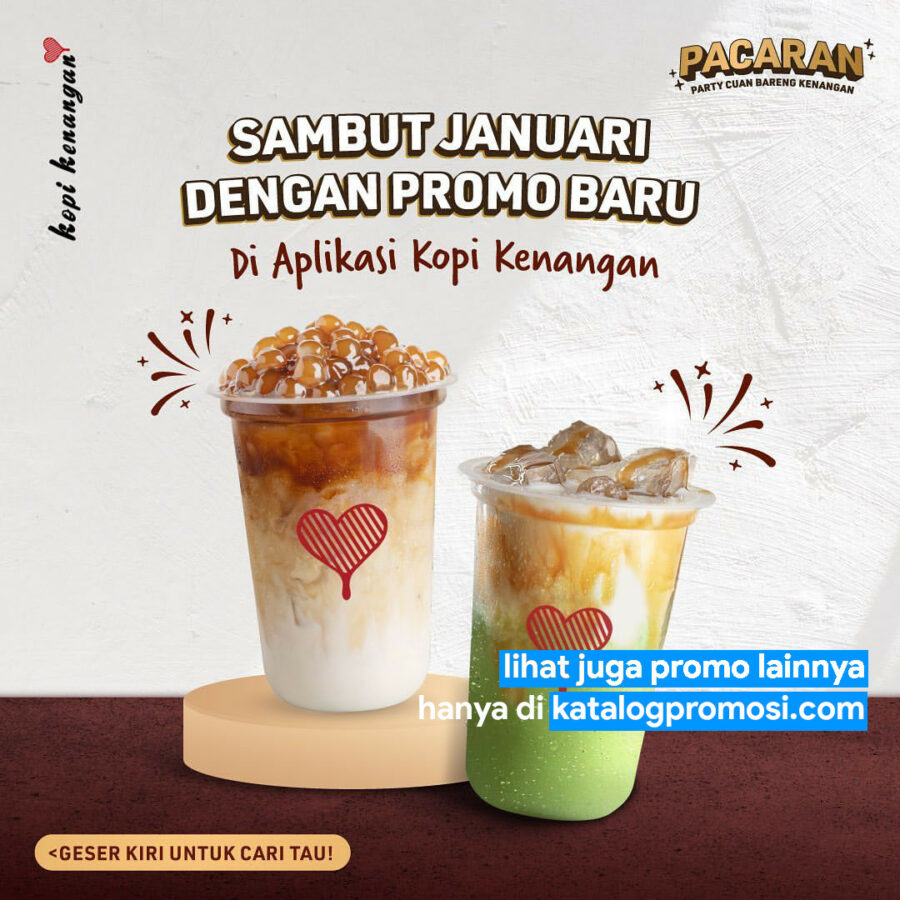 kopi kenangan
PACARAN
PARTY CUAN BARENG KENANGAN
SAMBUT JANUARI
DENGAN PROMO BARU
Di Aplikasi Kopi Kenangan
lihat juga promo lainnya
hanya di katalogpromosi.com
<GESER KIRI UNTUK CARI TAU!